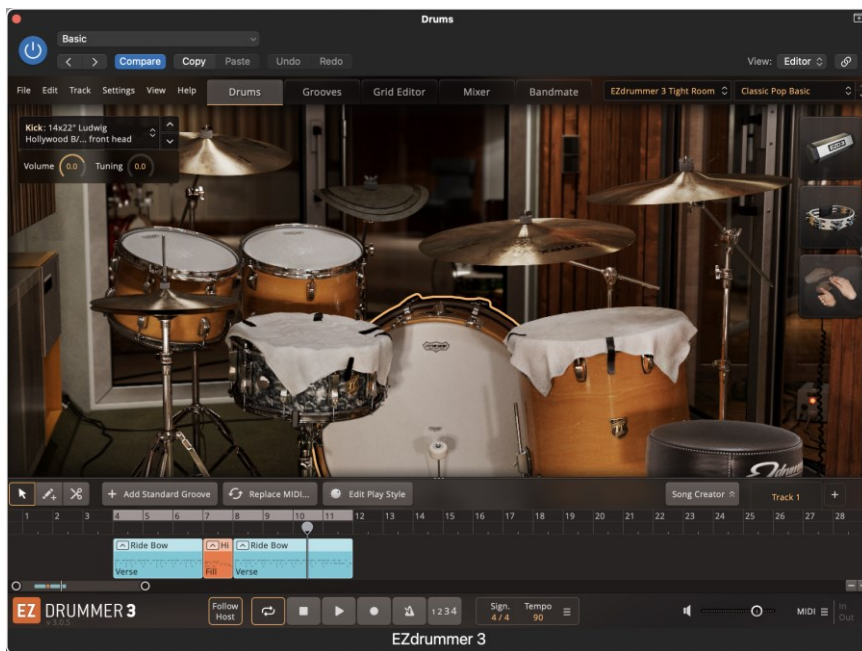 Drums
Basic
Compare Copy Paste Undo Redo
View: Editor
File Edit Track Settings View Help Drums Grooves Grid Editor Mixer Bandmate EZdrummer 3 Tight Room Classic Pop Basic
Kick: 14x22" Ludwig
Hollywood B/... front head
Volume 0.0 Tuning 0.0
Add Standard Groove Replace MIDI... Edit Play Style Song Creator Track 1 +
1 2 3 4 5 6 7 8 9 10 11 12 13 14 15 16 17 18 19 20 21 22 23 24 25 26 27 28
Ride Bow Hi Ride Bow
Verse Fill Verse
EZ DRUMMER 3
v 3.0.5
Follow
Host
1 2 3 4
Sign. Tempo
4 / 4 90
MIDI
In
Out
EZdrummer 3